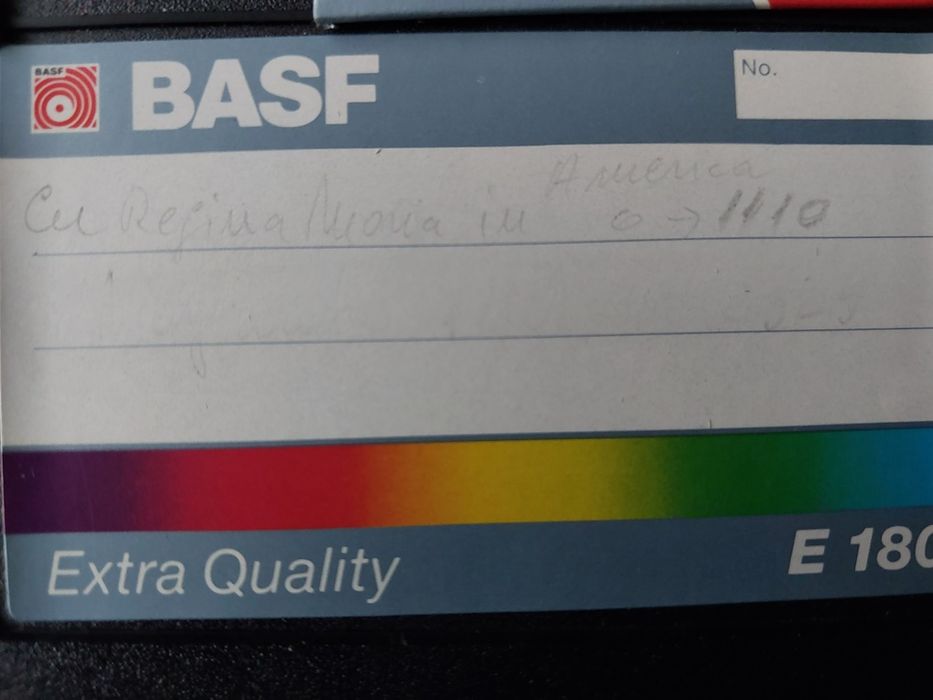 BASF BASF
No.
America
Cu Regina Maria in 0 → 1110
Extra Quality
E 180